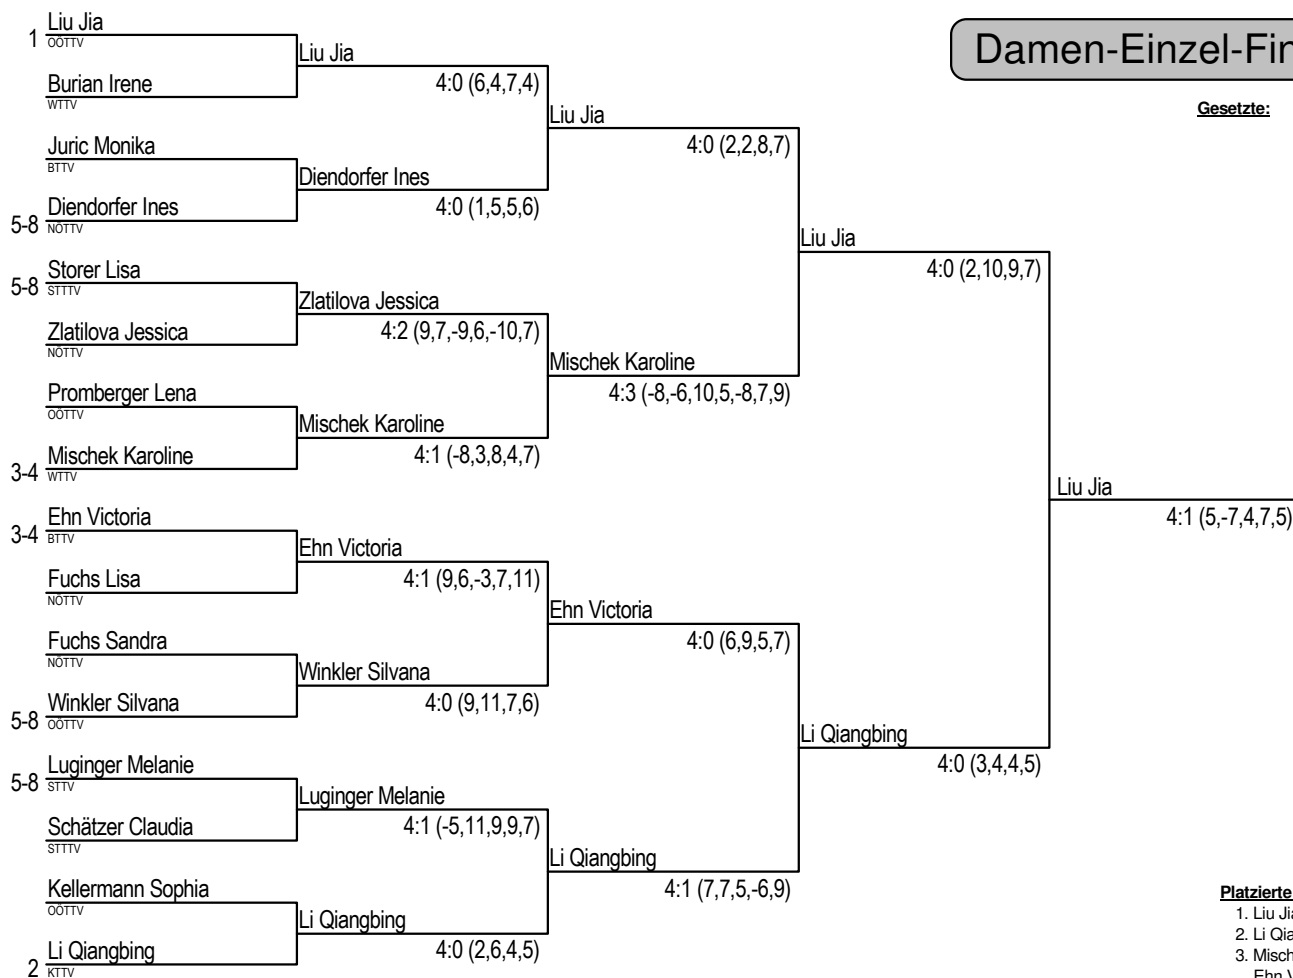 Damen-Einzel-Fin
Gesetzte:
1 Liu Jia
OÖTTV
Burian Irene
WTTV
Juric Monika
BTTV
5-8 Diendorfer Ines
NÖTTV
5-8 Storer Lisa
STTTV
Zlatilova Jessica
NÖTTV
Promberger Lena
OÖTTV
3-4 Mischek Karoline
WTTV
3-4 Ehn Victoria
BTTV
Fuchs Lisa
NÖTTV
Fuchs Sandra
NÖTTV
5-8 Winkler Silvana
OÖTTV
5-8 Luginger Melanie
STTV
Schätzer Claudia
STTTV
Kellermann Sophia
OÖTTV
2 Li Qiangbing
KTTV
Liu Jia
4:0 (6,4,7,4)
Diendorfer Ines
4:0 (1,5,5,6)
Zlatilova Jessica
4:2 (9,7,-9,6,-10,7)
Mischek Karoline
4:1 (-8,3,8,4,7)
Ehn Victoria
4:1 (9,6,-3,7,11)
Winkler Silvana
4:0 (9,11,7,6)
Luginger Melanie
4:1 (-5,11,9,9,7)
Li Qiangbing
4:0 (2,6,4,5)
Liu Jia
4:0 (2,2,8,7)
Mischek Karoline
4:3 (-8,-6,10,5,-8,7,9)
Ehn Victoria
4:0 (6,9,5,7)
Li Qiangbing
4:1 (7,7,5,-6,9)
Liu Jia
4:0 (2,10,9,7)
Li Qiangbing
4:0 (3,4,4,5)
Liu Jia
4:1 (5,-7,4,7,5)
Platzierte
1. Liu Jia
2. Li Qia
3. Misch
Ehn V